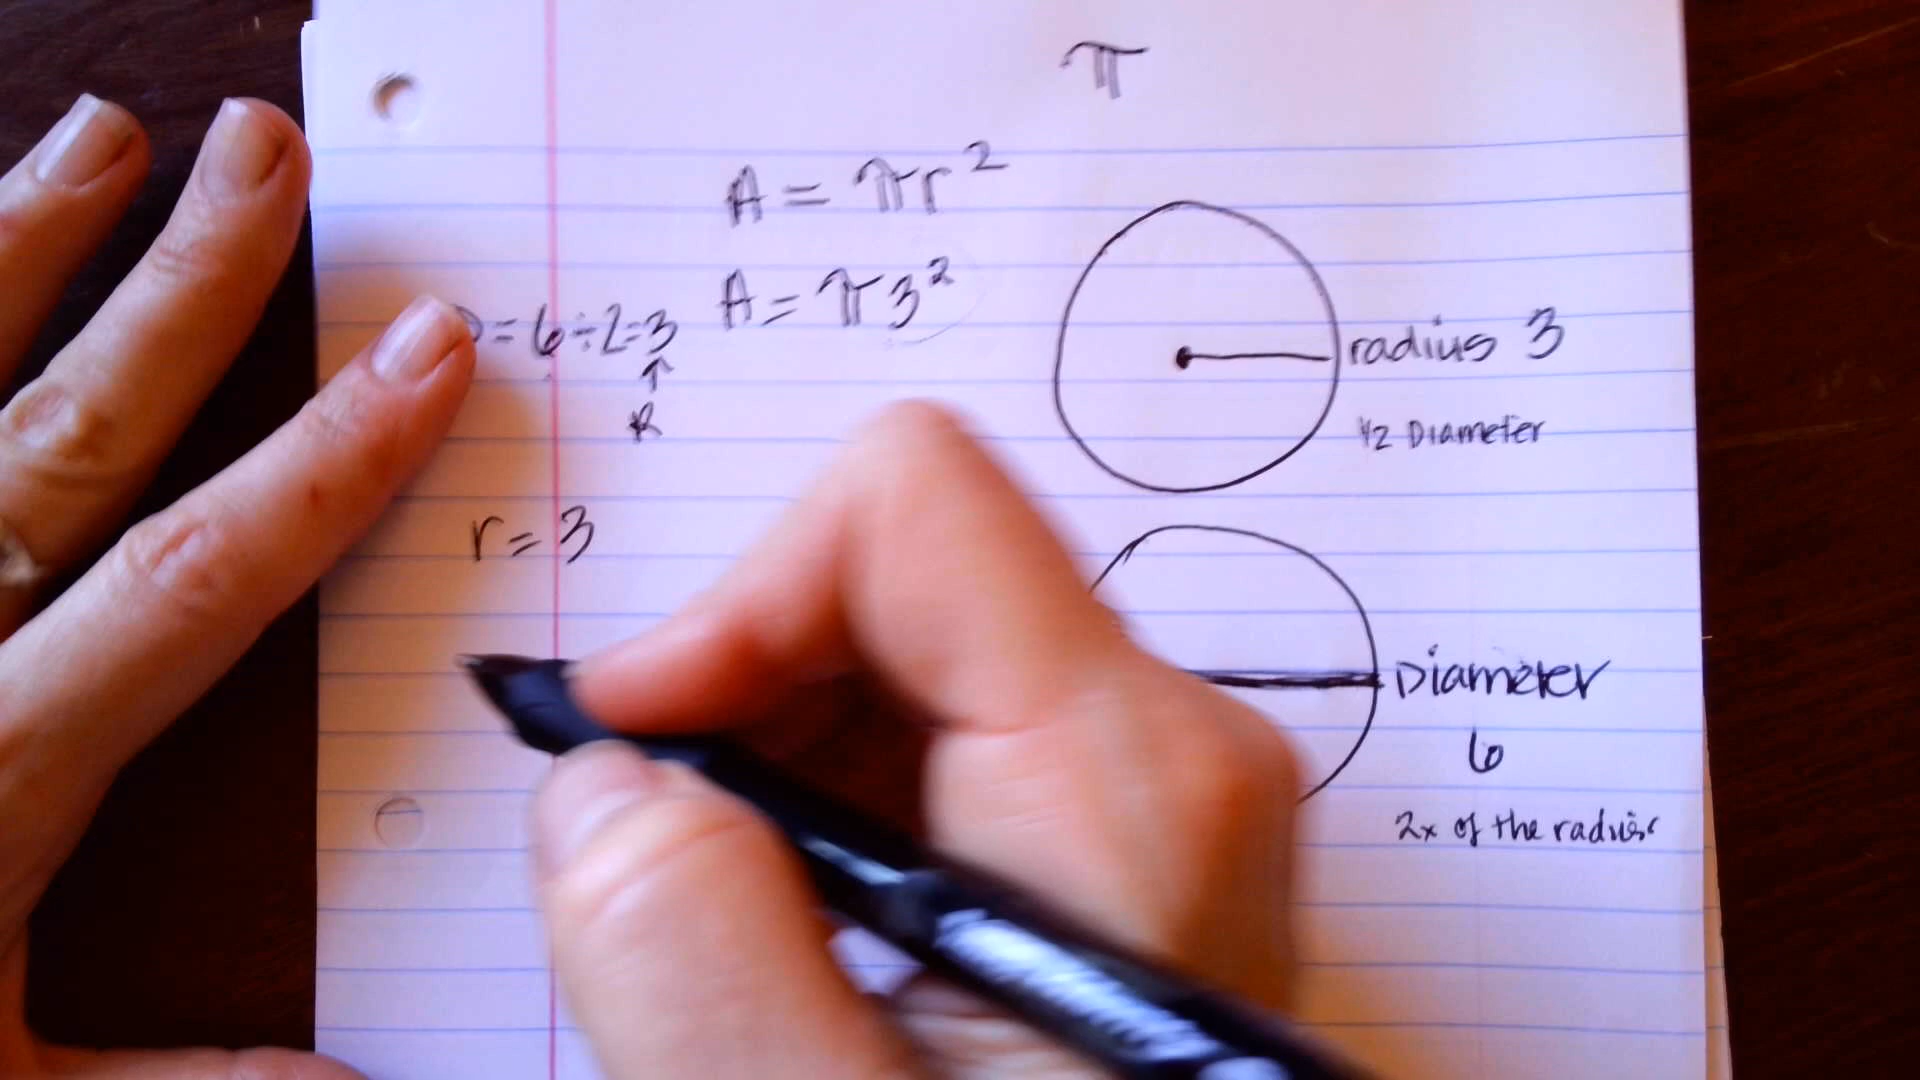 π
A = πr²
A = π3²
D = 6÷2=3
↑
R
r = 3
radius 3
1/2 Diameter
Diameter
6
2x of the radius